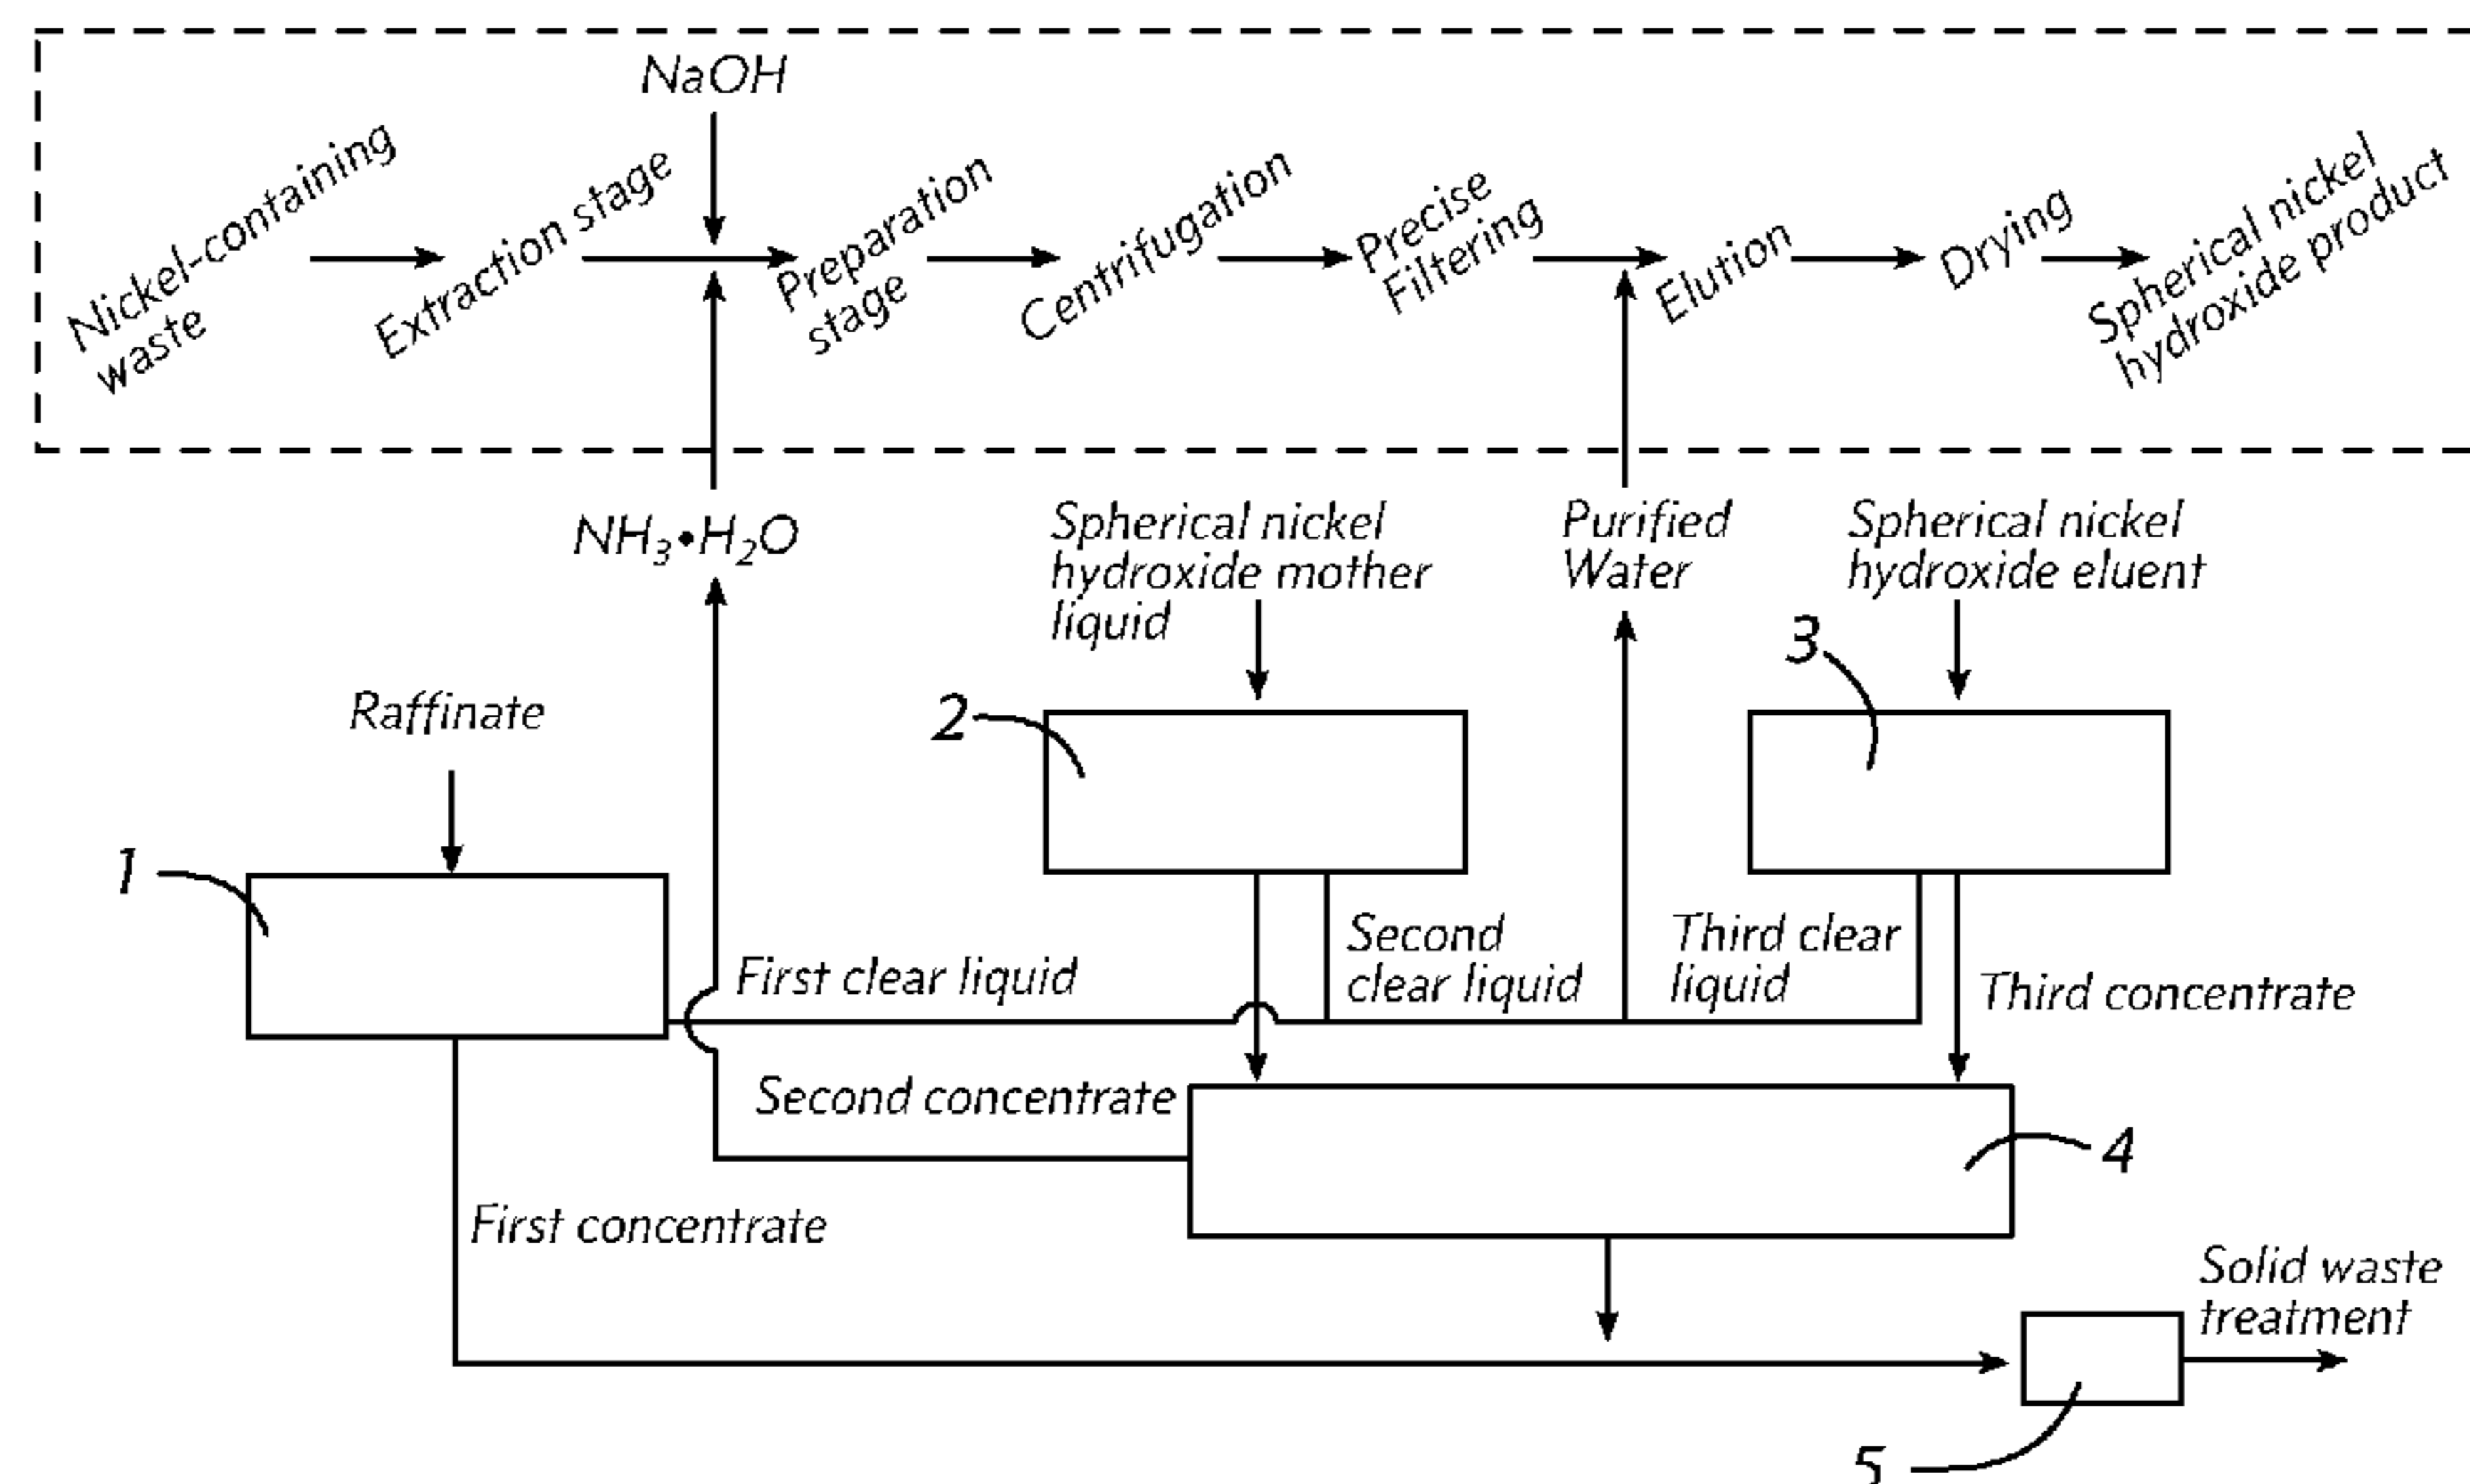 NaOH
Nickel-containing
waste
Extraction stage
Preparation
stage
Centrifugation
Precise
Filtering
Elution
Drying
Spherical nickel
hydroxide product
NH₃•H₂O
Spherical nickel
hydroxide mother
liquid
Purified
Water
Spherical nickel
hydroxide eluent
Raffinate
1
2
3
First clear liquid
Second
clear liquid
Third clear
liquid
Third concentrate
Second concentrate
4
First concentrate
Solid waste
treatment
5